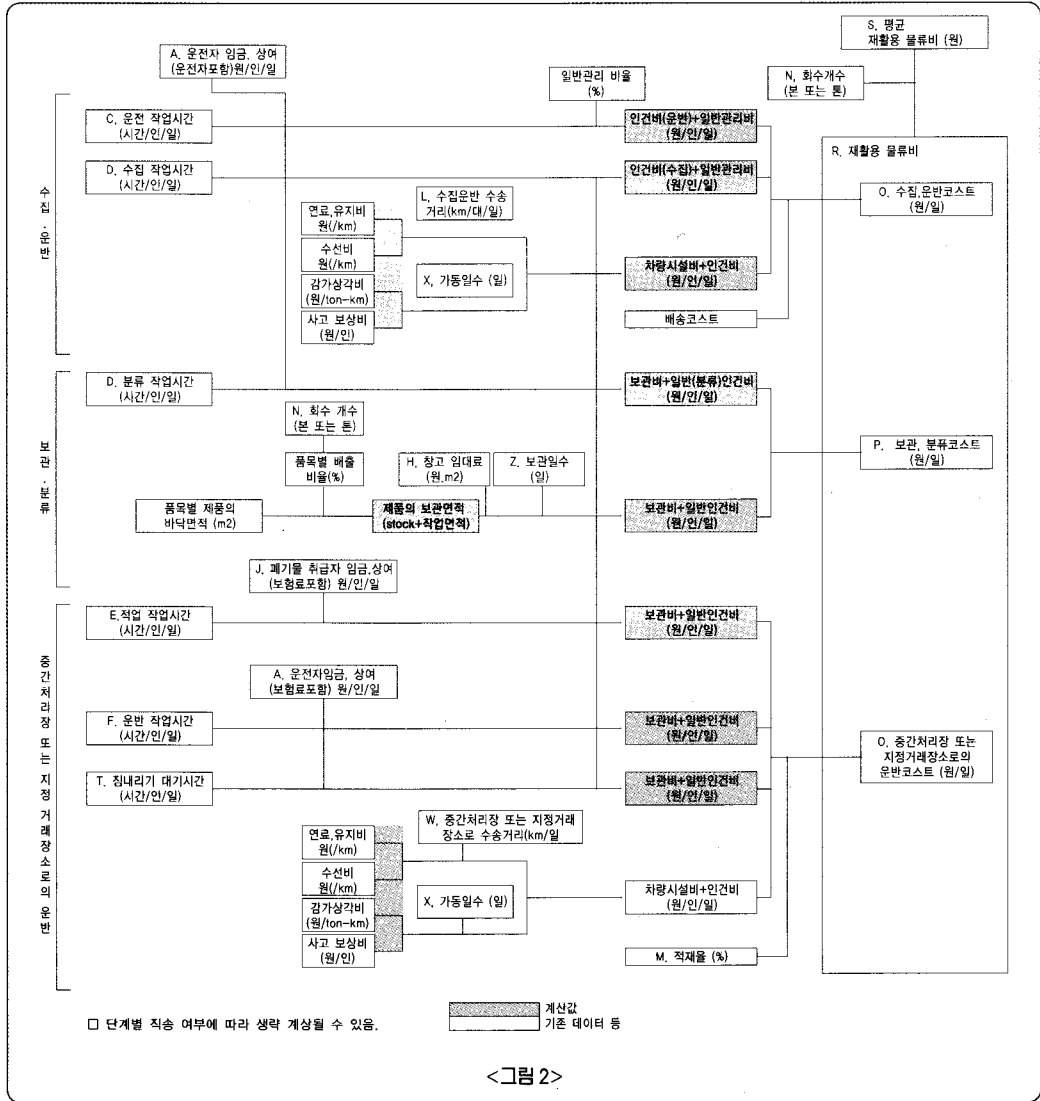 S. 평균
재활용 물류비 (원)
A. 운전자 임금, 상여
(운전자포함)원/인/일
일반관리 비율
(%)
N, 회수개수
(본 또는 톤)
수집·운반
C, 운전 작업시간
(시간/인/일)
인건비(운반)+일반관리비
(원/인/일)
R. 재활용 물류비
D. 수집 작업시간
(시간/인/일)
인건비(수집)+일반관리비
(원/인/일)
O. 수집,운반코스트
(원/일)
L, 수집운반 수송
거리(km/대/일)
연료,유지비
원(/km)
수선비
원(/km)
감가상각비
(원/ton-km)
사고 보상비
(원/인)
X, 가동일수 (일)
차량시설비+인건비
(원/인/일)
배송코스트
보관·분류
D. 분류 작업시간
(시간/인/일)
보관비+일반(분류)인건비
(원/인/일)
N. 회수 개수
(본 또는 톤)
품목별 배출
비율(%)
H. 창고 임대료
(원.m2)
Z. 보관일수
(일)
P. 보관, 분퓨코스트
(원/일)
품목별 제품의
바닥면적 (m2)
제품의 보관면적
(stock+작업면적)
보관비+일반인건비
(원/인/일)
J. 폐기물 취급자 임금,상여
(보험료포함) 원/인/일
중간처리장 또는 지정 거래장소로의 운반
E.적업 작업시간
(시간/인/일)
보관비+일반인건비
(원/인/일)
A. 운전자임금, 상여
(보험료포함) 원/인/일
F. 운반 작업시간
(시간/인/일)
보관비+일반인건비
(원/인/일)
O. 중간처리장 또는
지정거래장소로의
운반코스트 (원/일)
T. 짐내리기 대기시간
(시간/인/일)
보관비+일반인건비
(원/인/일)
W. 중간처리장 또는 지정거래
장소로 수송거리(km/일
연료,유지비
원(/km)
수선비
원(/km)
감가상각비
(원/ton-km)
사고 보상비
(원/인)
X, 가동일수 (일)
차량시설비+인건비
(원/인/일)
M. 적재율 (%)
□ 단계별 직송 여부에 따라 생략 계상될 수 있음.
계산값
기존 데이터 등
<그림 2>